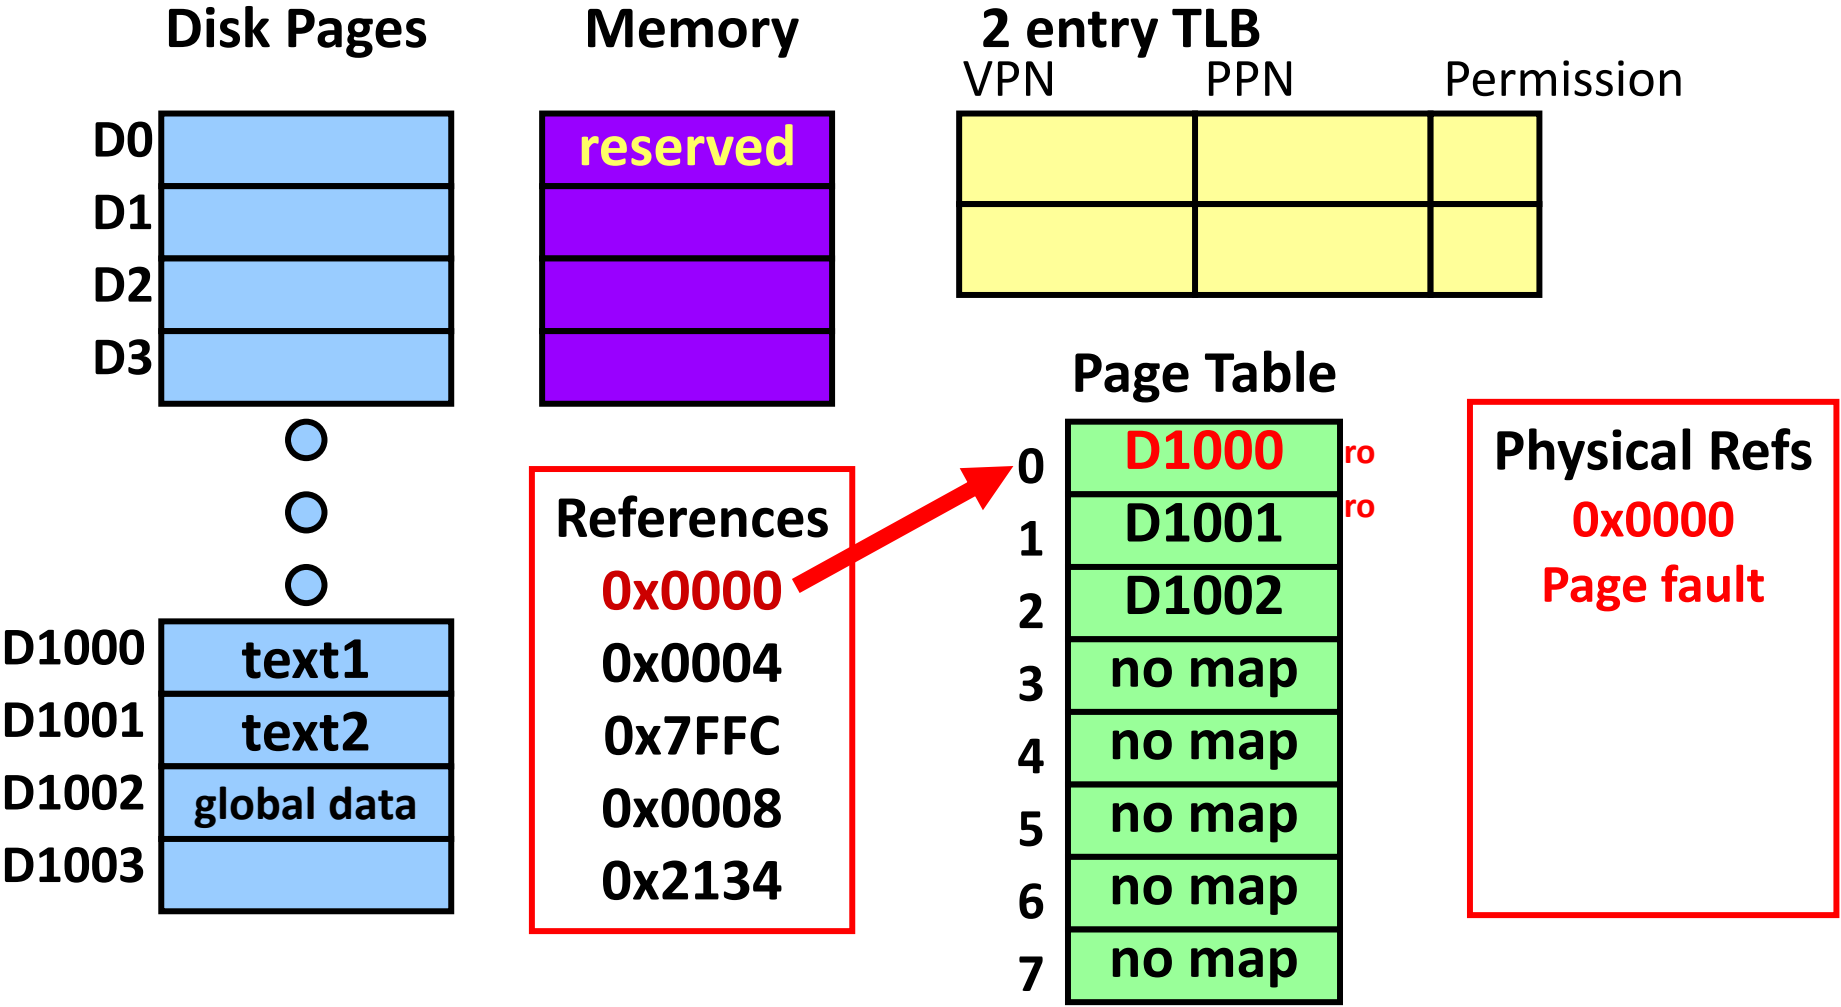 Disk Pages
D0
D1
D2
D3
D1000 text1
D1001 text2
D1002 global data
D1003
Memory
reserved
References
0x0000
0x0004
0x7FFC
0x0008
0x2134
2 entry TLB
VPN PPN Permission
Page Table
0 D1000 ro
1 D1001 ro
2 D1002
3 no map
4 no map
5 no map
6 no map
7 no map
Physical Refs
0x0000
Page fault